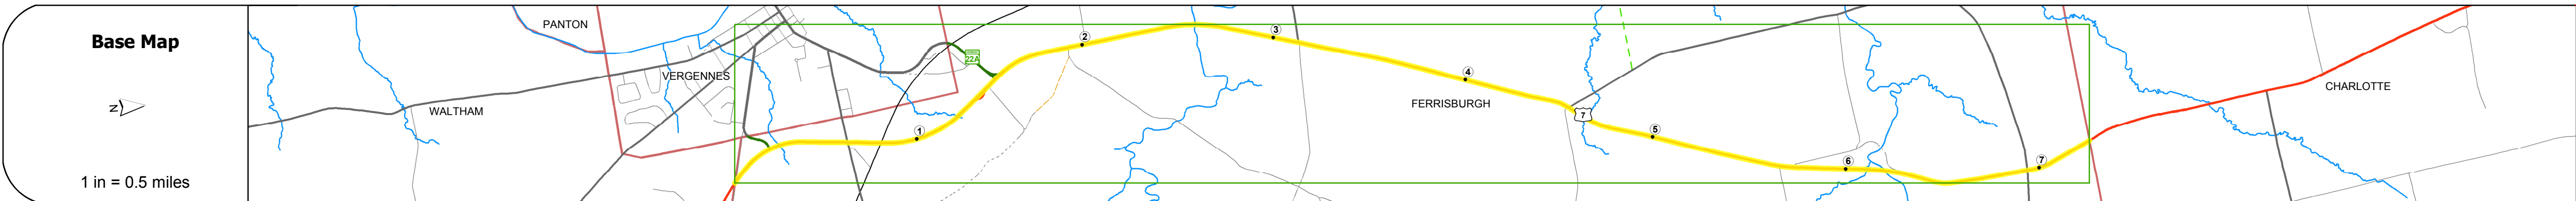 Base Map
N
1 in = 0.5 miles
PANTON
VERGENNES
WALTHAM
22A
1
2
3
4
FERRISBURGH
7
5
6
7
CHARLOTTE